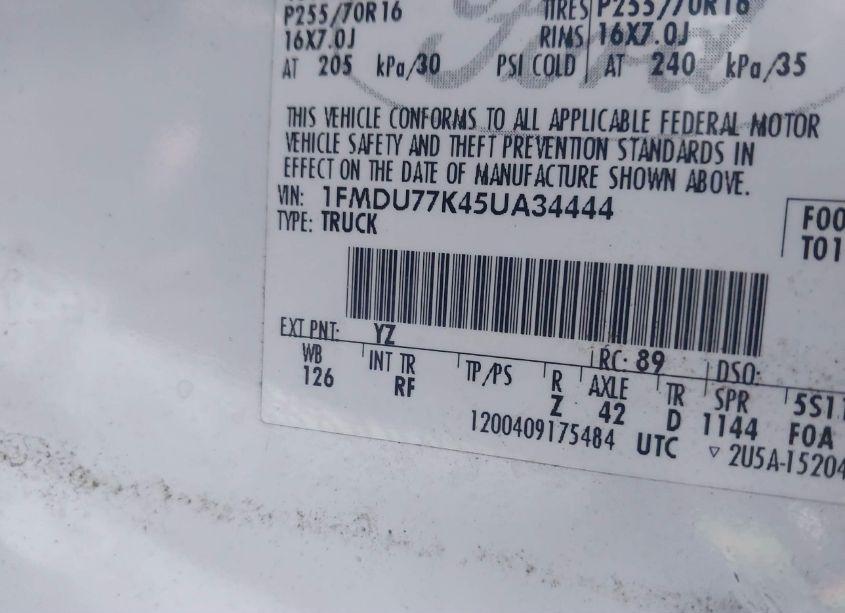 P255/70R16 TIRES P255/70R16
16X7.0J RIMS 16X7.0J
AT 205 kPa/30 PSI COLD AT 240 kPa/35
Ford
THIS VEHICLE CONFORMS TO ALL APPLICABLE FEDERAL MOTOR
VEHICLE SAFETY AND THEFT PREVENTION STANDARDS IN
EFFECT ON THE DATE OF MANUFACTURE SHOWN ABOVE.
VIN: 1FMDU77K45UA34444
TYPE: TRUCK
F00
T01
EXT PNT: YZ RC: 89 DSO:
WB INT TR TP/PS R AXLE TR SPR 5S11
126 RF Z 42 D 1144 FOA
1200409175484 UTC ▽ 2U5A-15204